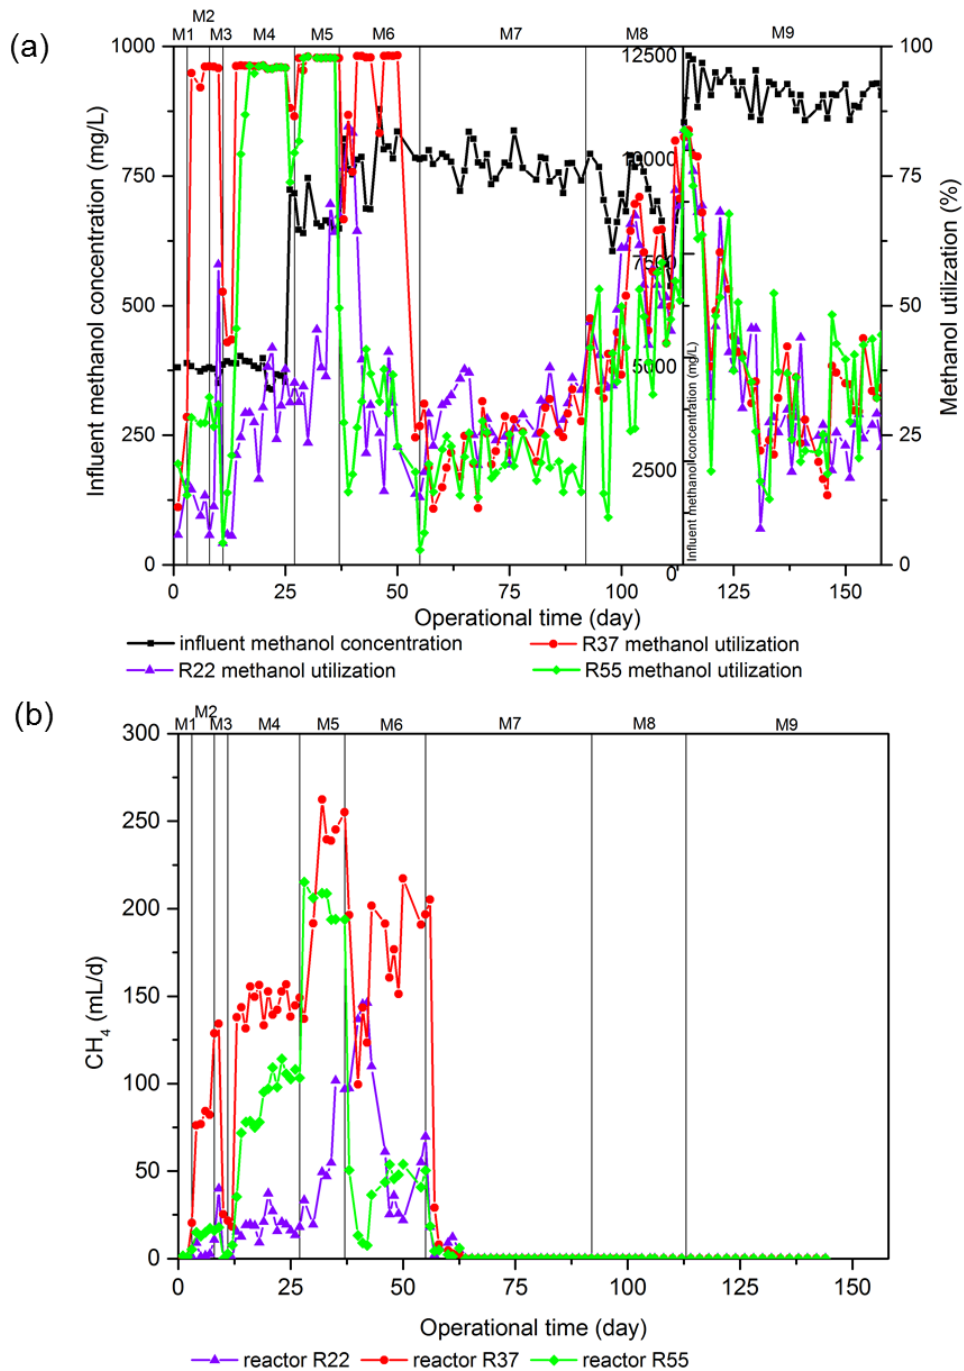 (a)
M1 M2 M3 M4 M5 M6 M7 M8 M9
1000
750
500
250
0
Influent methanol concentration (mg/L)
12500
10000
7500
5000
2500
0
Influent methanol concentration (mg/L)
100
75
50
25
0
Methanol utilization (%)
0 25 50 75 100 125 150
Operational time (day)
influent methanol concentration
R37 methanol utilization
R22 methanol utilization
R55 methanol utilization
(b)
M1 M2 M3 M4 M5 M6 M7 M8 M9
300
250
200
150
100
50
0
CH4 (mL/d)
0 25 50 75 100 125 150
Operational time (day)
reactor R22 reactor R37 reactor R55